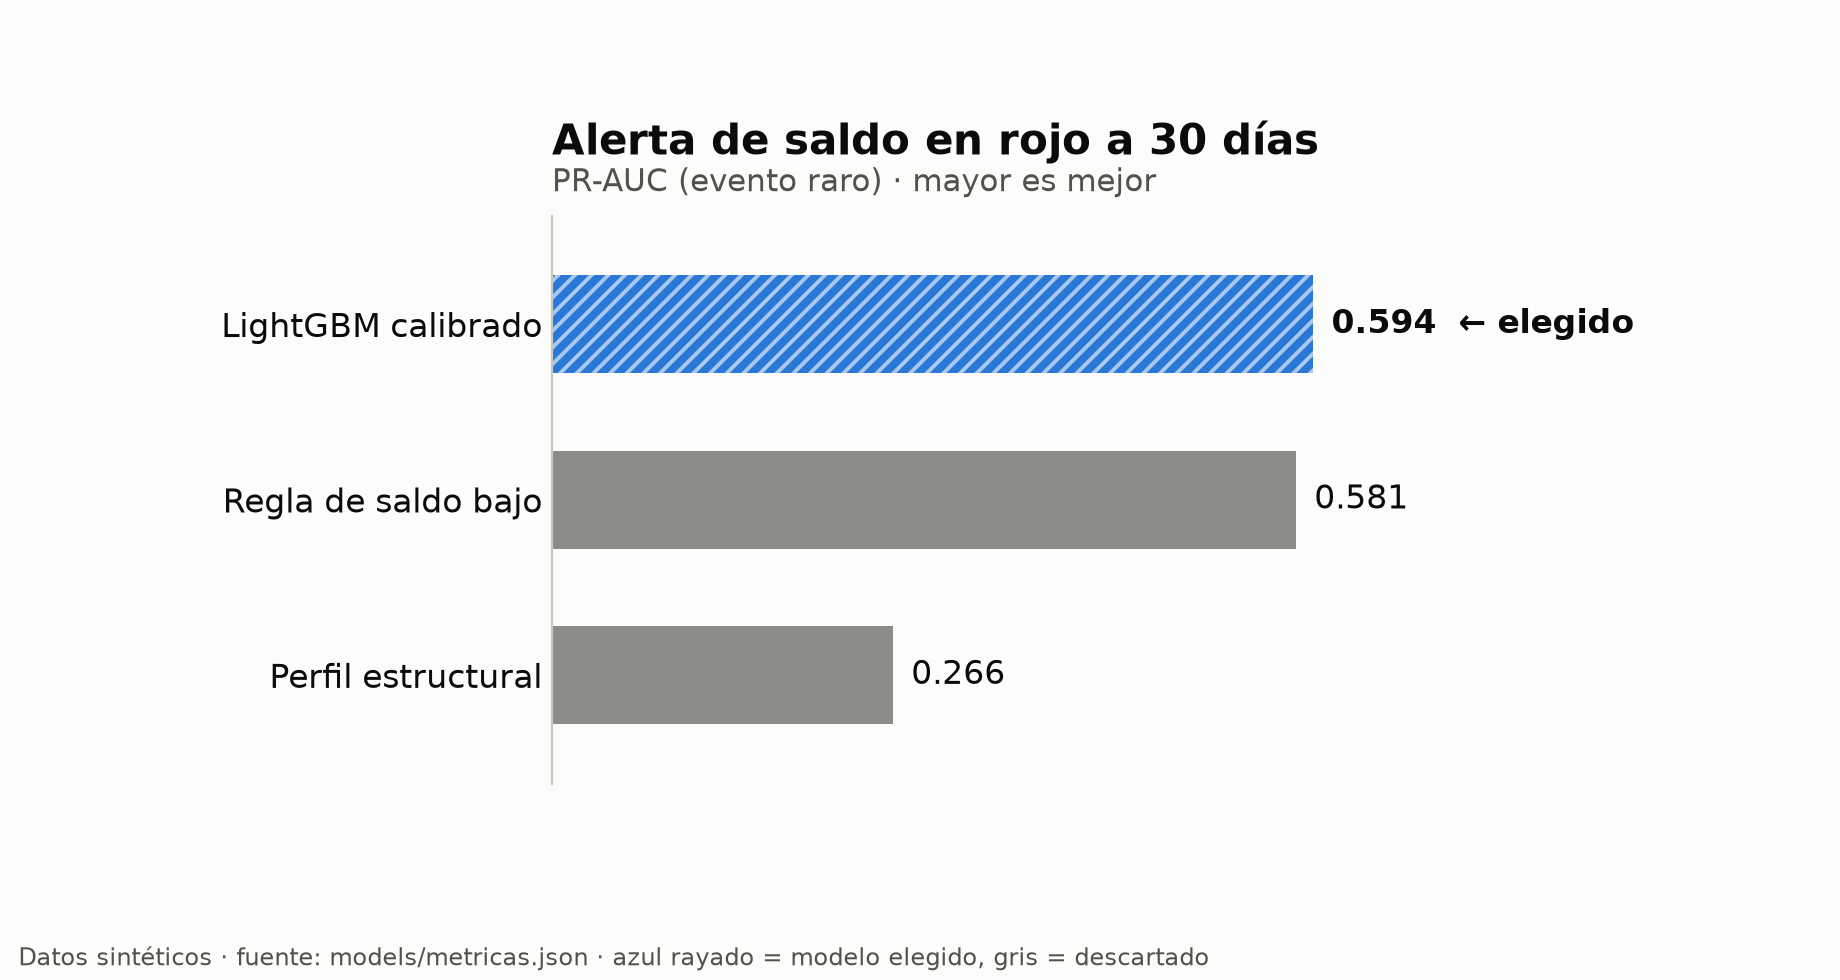 Alerta de saldo en rojo a 30 días
PR-AUC (evento raro) · mayor es mejor
LightGBM calibrado
0.594 ← elegido
Regla de saldo bajo
0.581
Perfil estructural
0.266
Datos sintéticos · fuente: models/metricas.json · azul rayado = modelo elegido, gris = descartado